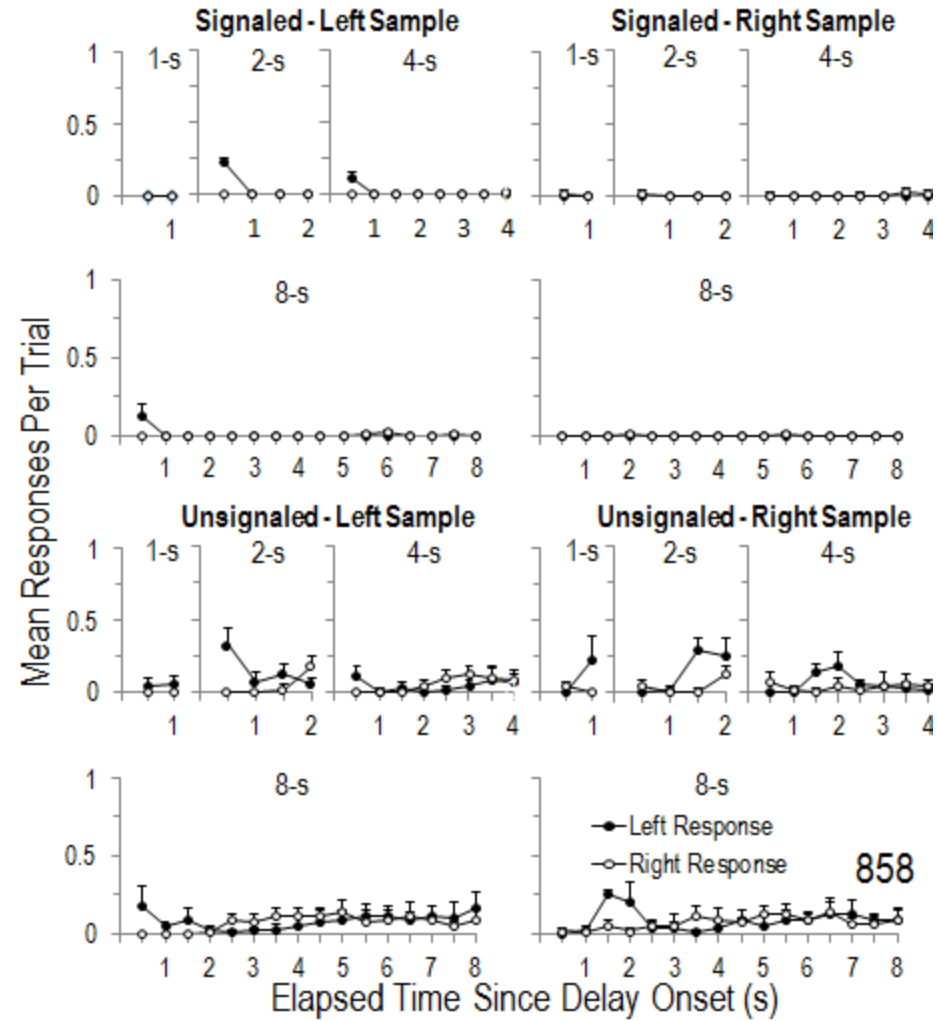 Signaled - Left Sample
Signaled - Right Sample
1 1-s 2-s 4-s 1-s 2-s 4-s
0.5
0
1 1 2 1 2 3 4 1 1 2 1 2 3 4
1 8-s 8-s
0.5
0
1 2 3 4 5 6 7 8 1 2 3 4 5 6 7 8
Mean Responses Per Trial
Unsignaled - Left Sample
Unsignaled - Right Sample
1 1-s 2-s 4-s 1-s 2-s 4-s
0.5
0
1 1 2 1 2 3 4 1 1 2 1 2 3 4
1 8-s 8-s
Left Response
0.5 Right Response 858
0
1 2 3 4 5 6 7 8 1 2 3 4 5 6 7 8
Elapsed Time Since Delay Onset (s)